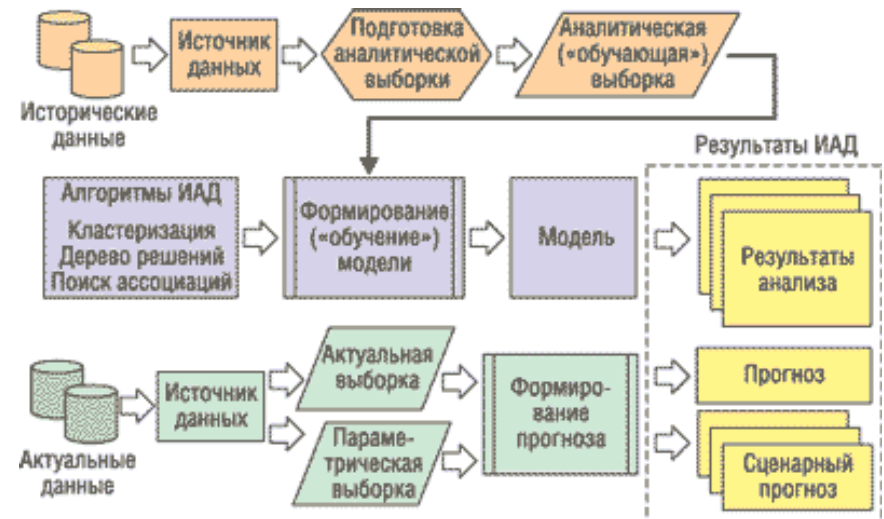 Исторические
данные
Источник
данных
Подготовка
аналитической
выборки
Аналитическая
(«обучающая»)
выборка
Результаты ИАД
Алгоритмы ИАД
Кластеризация
Дерево решений
Поиск ассоциаций
Формирование
(«обучение»)
модели
Модель
Результаты
анализа
Актуальные
данные
Источник
данных
Актуальная
выборка
Параме-
трическая
выборка
Формиро-
вание
прогноза
Прогноз
Сценарный
прогноз